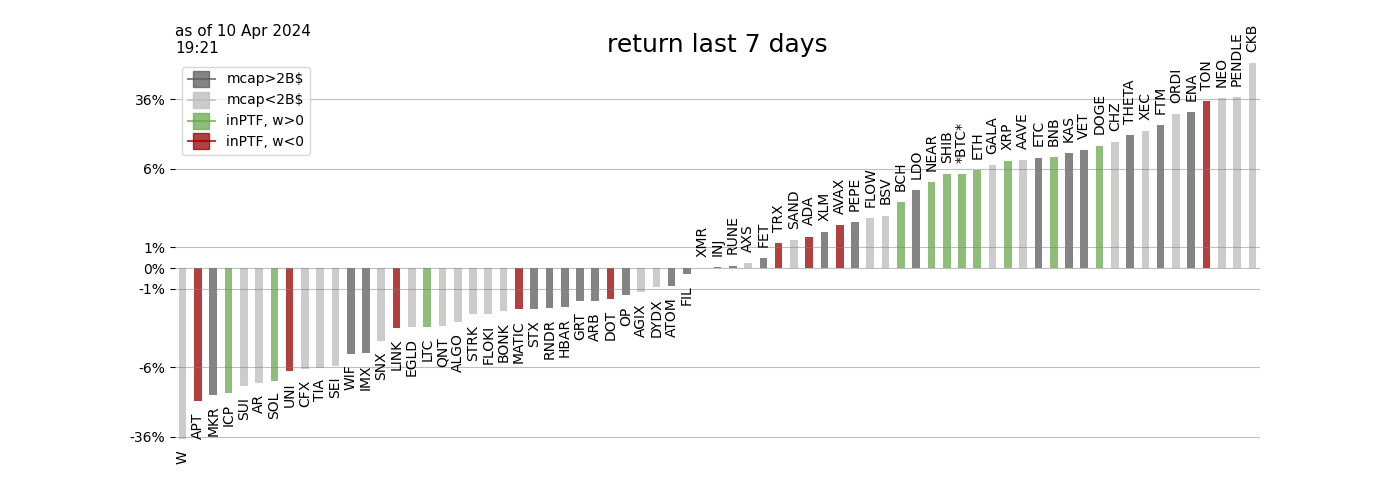 as of 10 Apr 2024
19:21
return last 7 days
mcap>2B$
mcap<2B$
inPTF, w>0
inPTF, w<0
36%
6%
1%
0%
-1%
-6%
-36%
W
APT
MKR
ICP
SUI
AR
SOL
UNI
CFX
TIA
SEI
WIF
IMX
SNX
LINK
EGLD
LTC
QNT
ALGO
STRK
FLOKI
BONK
MATIC
STX
RNDR
HBAR
GRT
ARB
DOT
OP
AGIX
DYDX
ATOM
FIL
XMR
INJ
RUNE
AXS
FET
TRX
SAND
ADA
XLM
AVAX
PEPE
FLOW
BSV
BCH
LDO
NEAR
SHIB
*BTC*
ETH
GALA
XRP
AAVE
ETC
BNB
KAS
VET
DOGE
CHZ
THETA
XEC
FTM
ORDI
ENA
TON
NEO
PENDLE
CKB